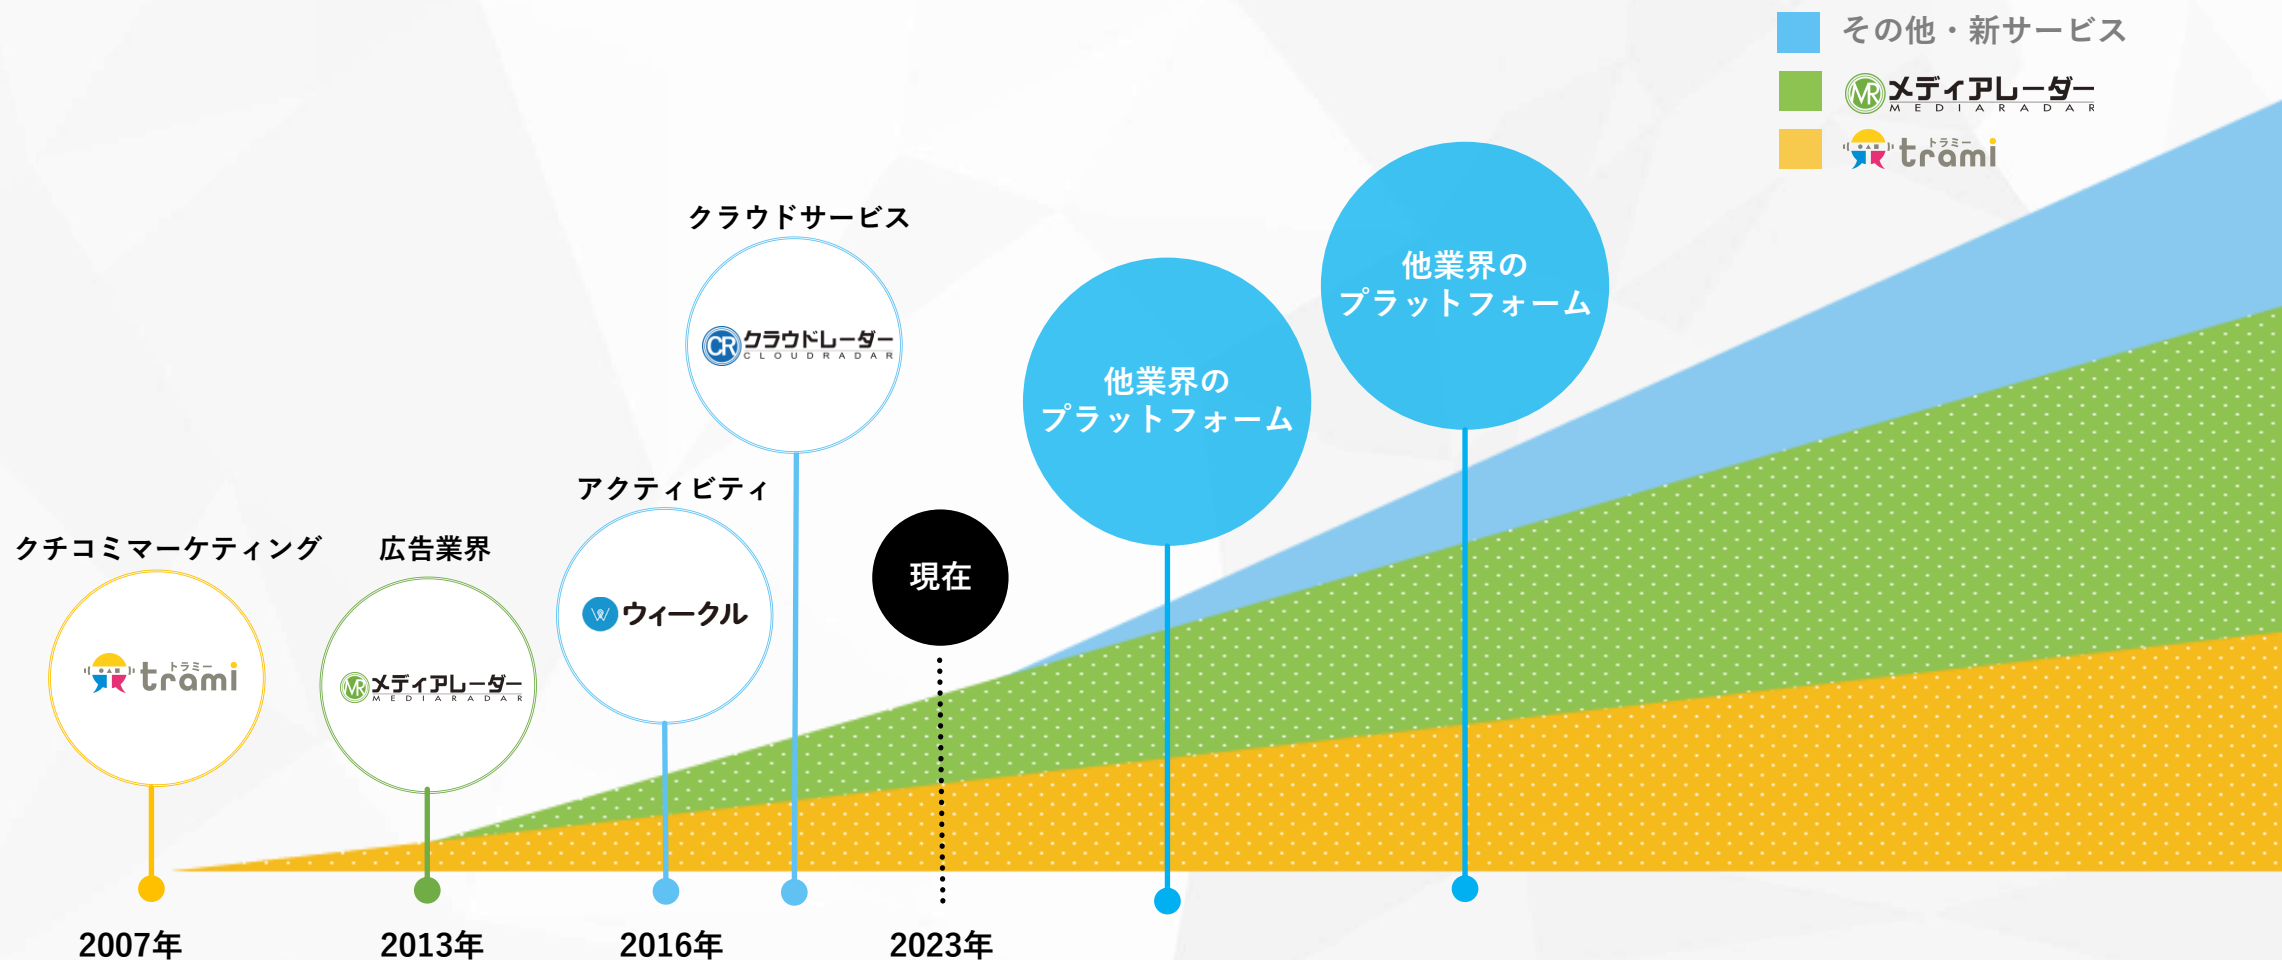 その他・新サービス
MR メディアレーダー
MEDIARADAR
トラミー
trami
クラウドサービス
CR クラウドレーダー
CLOUDRADAR
他業界の
プラットフォーム
他業界の
プラットフォーム
アクティビティ
W ウィークル
クチコミマーケティング
トラミー
trami
広告業界
MR メディアレーダー
MEDIARADAR
現在
2007年
2013年
2016年
2023年